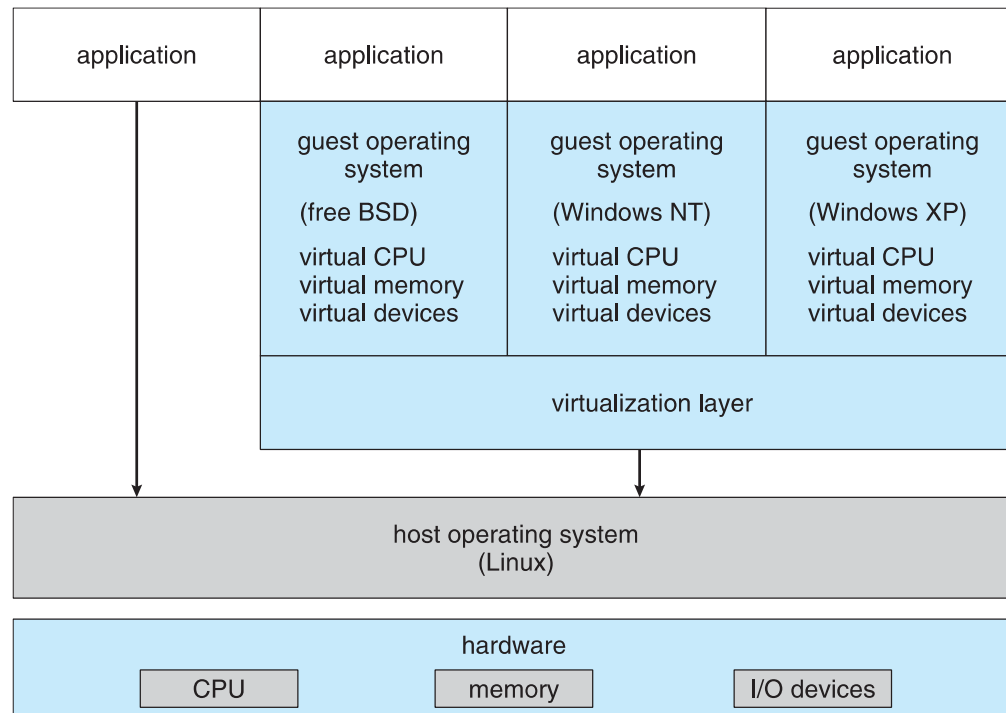 application
application
application
application
guest operating
system
(free BSD)
virtual CPU
virtual memory
virtual devices
guest operating
system
(Windows NT)
virtual CPU
virtual memory
virtual devices
guest operating
system
(Windows XP)
virtual CPU
virtual memory
virtual devices
virtualization layer
host operating system
(Linux)
hardware
CPU
memory
I/O devices